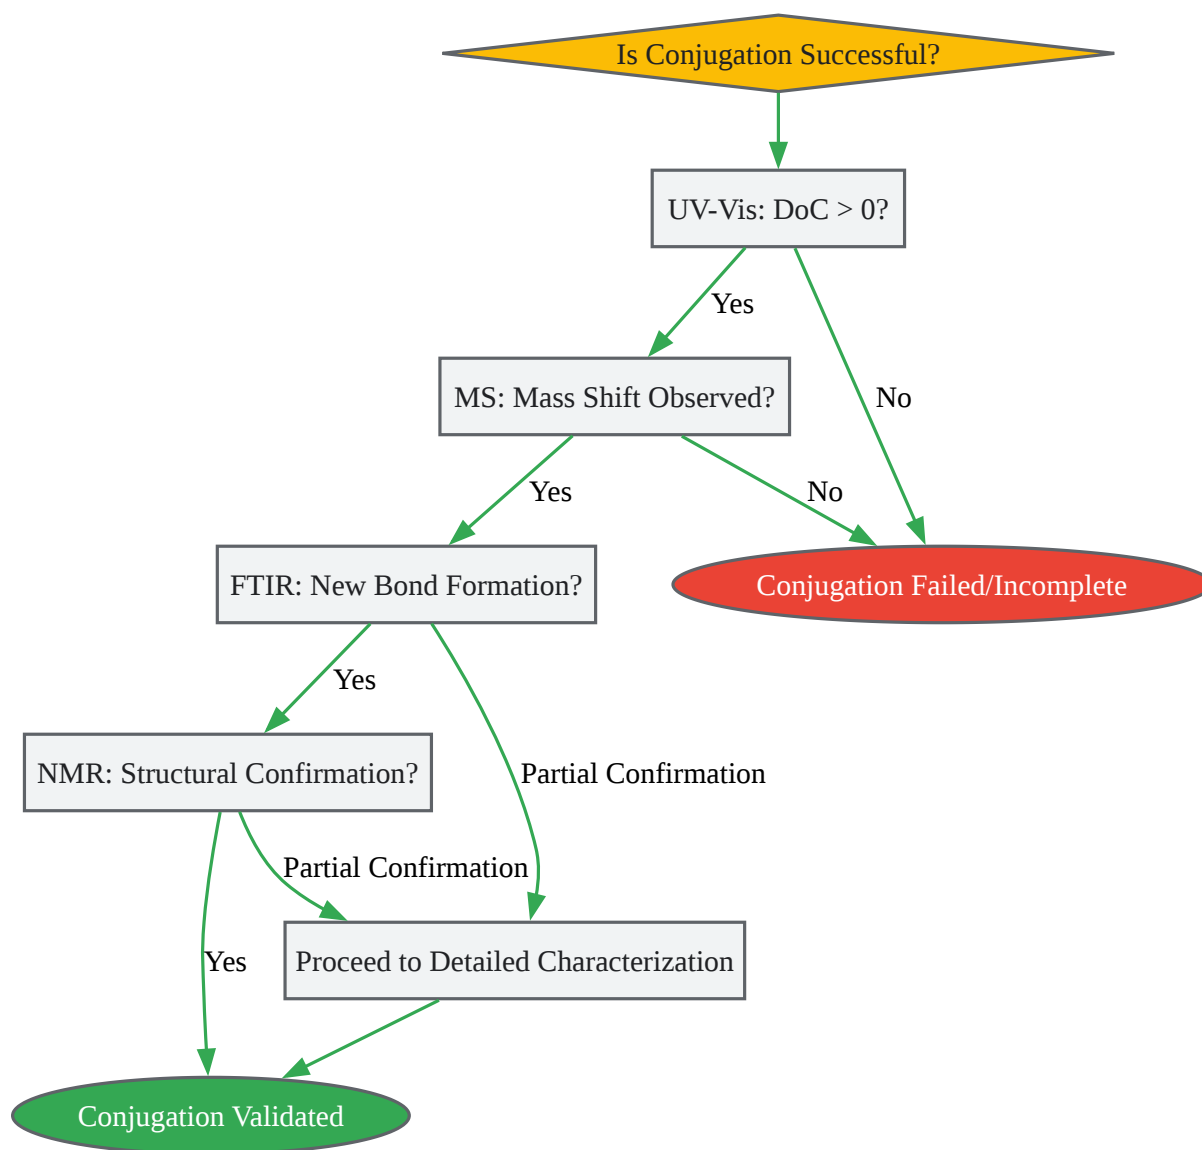 Is Conjugation Successful?
UV-Vis: DoC > 0?
Yes
MS: Mass Shift Observed?
No
Yes
No
FTIR: New Bond Formation?
Conjugation Failed/Incomplete
Yes
NMR: Structural Confirmation?
Partial Confirmation
Partial Confirmation
Yes
Proceed to Detailed Characterization
Conjugation Validated